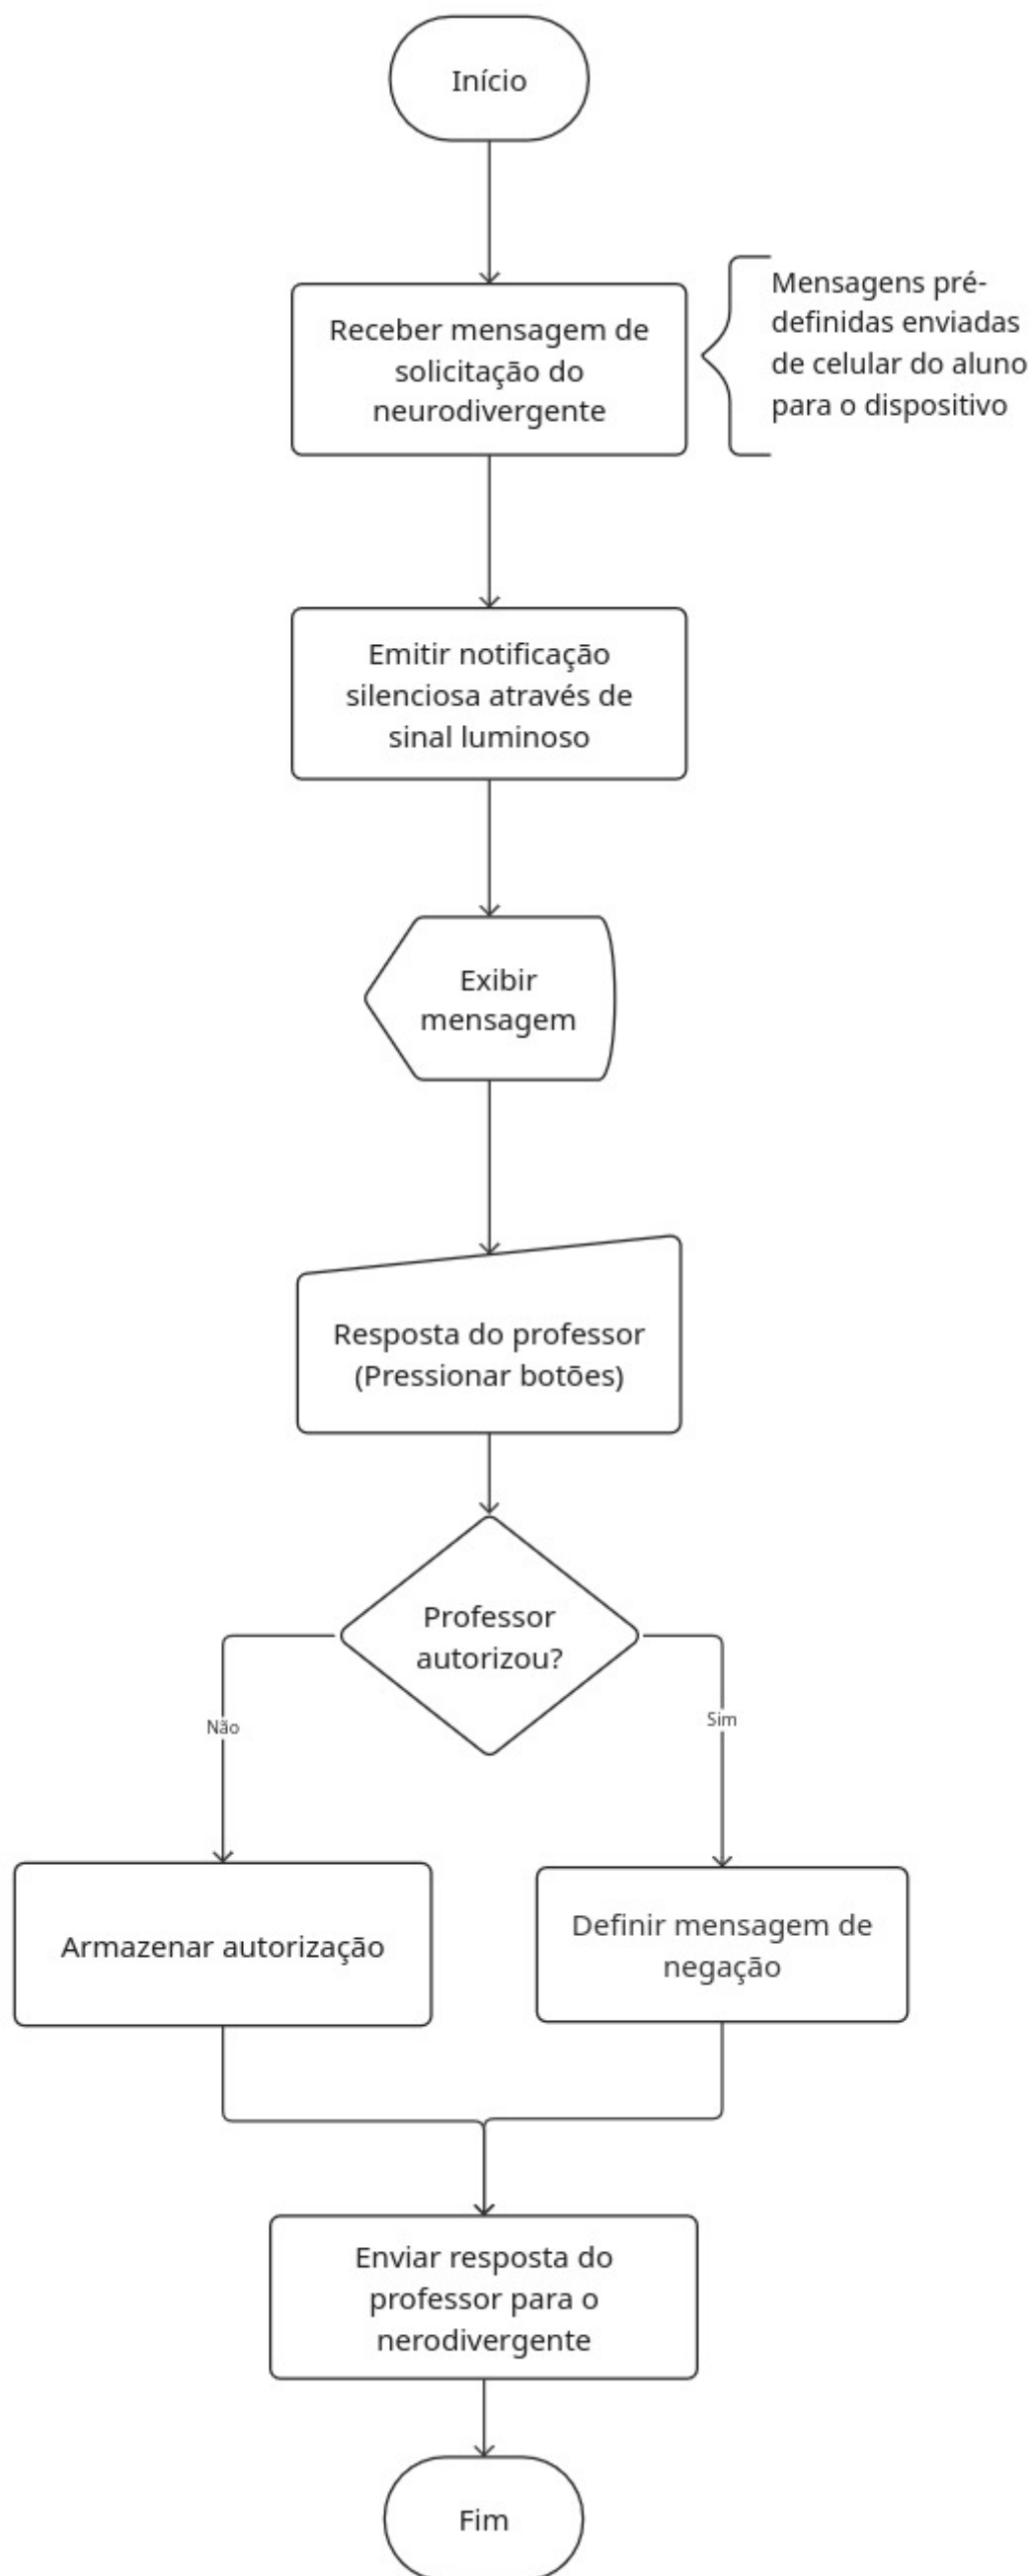 Início
Receber mensagem de
solicitação do
neurodivergente
Mensagens pré-
definidas enviadas
de celular do aluno
para o dispositivo
Emitir notificação
silenciosa através de
sinal luminoso
Exibir
mensagem
Resposta do professor
(Pressionar botões)
Professor
autorizou?
Não
Sim
Armazenar autorização
Definir mensagem de
negação
Enviar resposta do
professor para o
nerodivergente
Fim